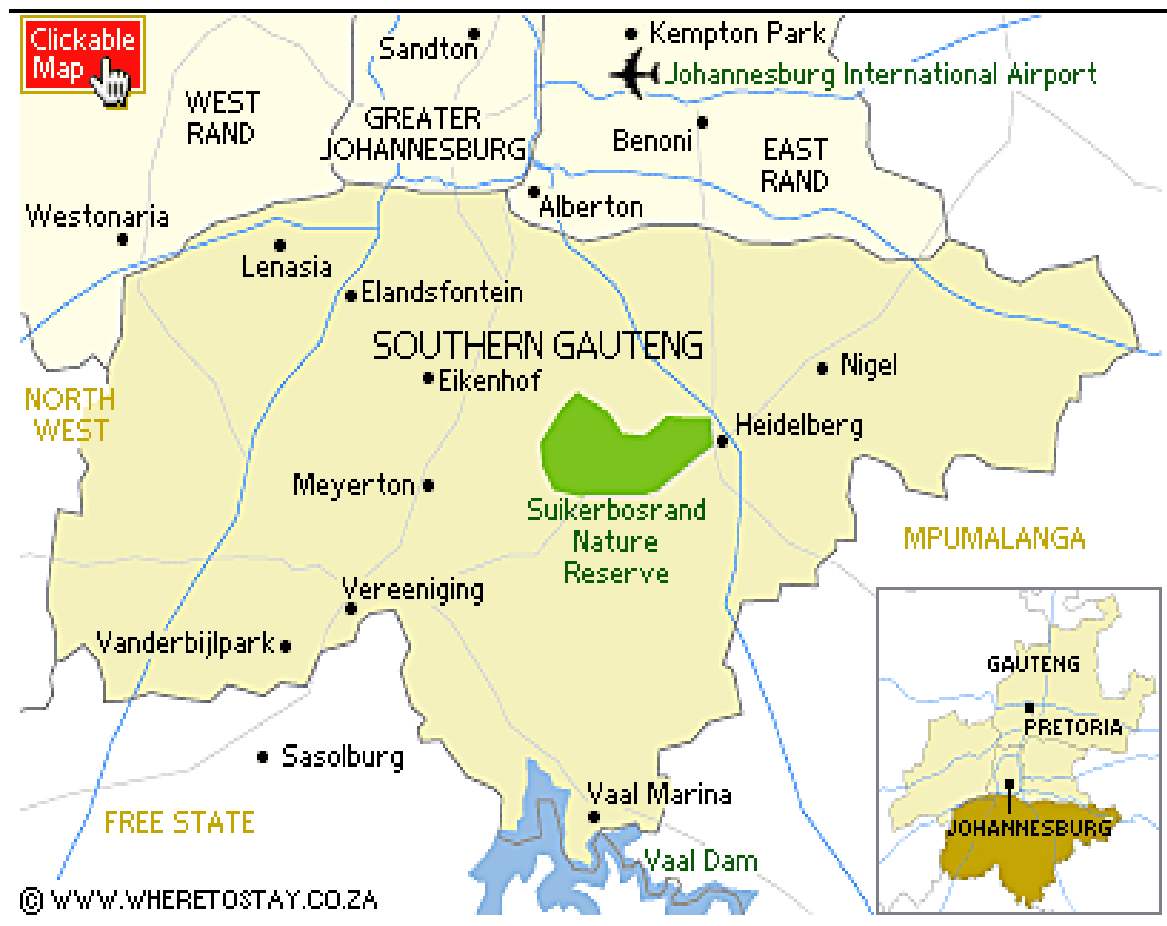 Clickable
Map
Sandton
Kempton Park
Johannesburg International Airport
WEST
RAND
GREATER
JOHANNESBURG
Benoni
EAST
RAND
Westonaria
Alberton
Lenasia
Elandsfontein
SOUTHERN GAUTENG
Nigel
Eikenhof
NORTH
WEST
Heidelberg
Meyerton
Suikerbosrand
Nature
Reserve
MPUMALANGA
Vereeniging
Vanderbijlpark
GAUTENG
PRETORIA
Sasolburg
Vaal Marina
FREE STATE
JOHANNESBURG
Vaal Dam
© WWW.WHERETOSTAY.CO.ZA